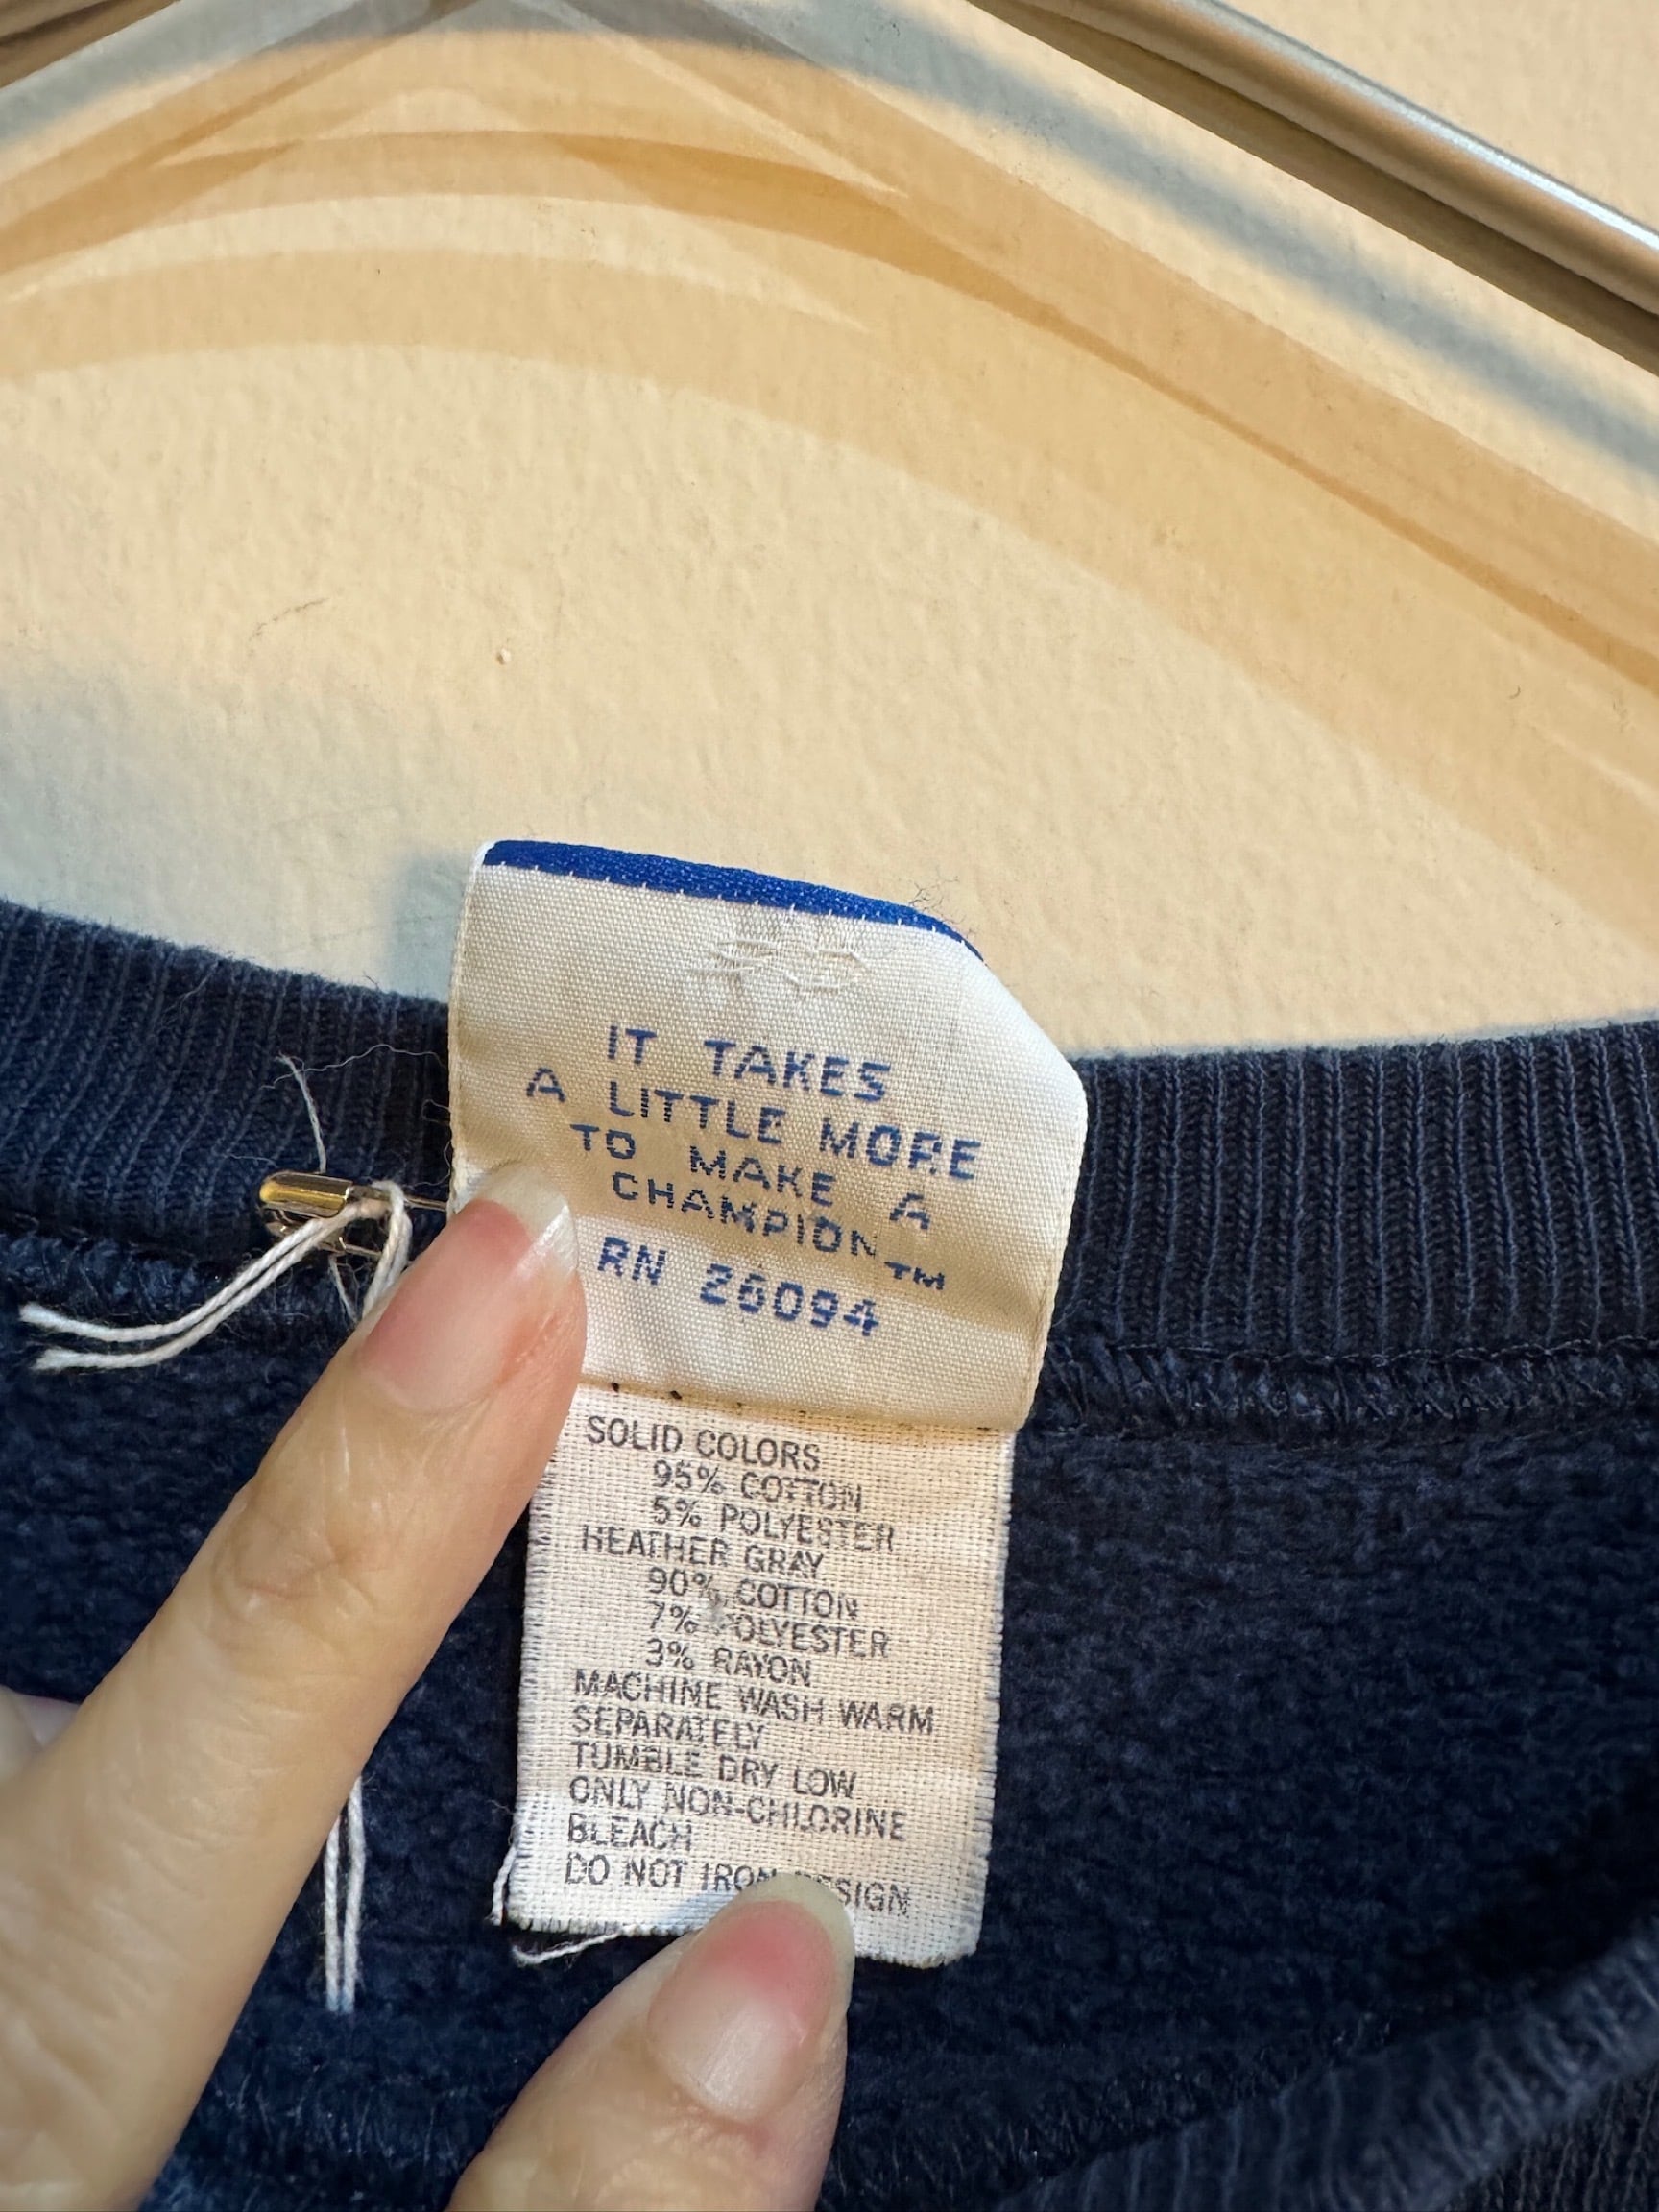 IT TAKES
A LITTLE MORE
TO MAKE A
CHAMPION™
RN 26094
SOLID COLORS
95% COTTON
5% POLYESTER
HEATHER GRAY
90% COTTON
7% POLYESTER
3% RAYON
MACHINE WASH WARM
SEPARATELY
TUMBLE DRY LOW
ONLY NON-CHLORINE
BLEACH
DO NOT IRON DESIGN